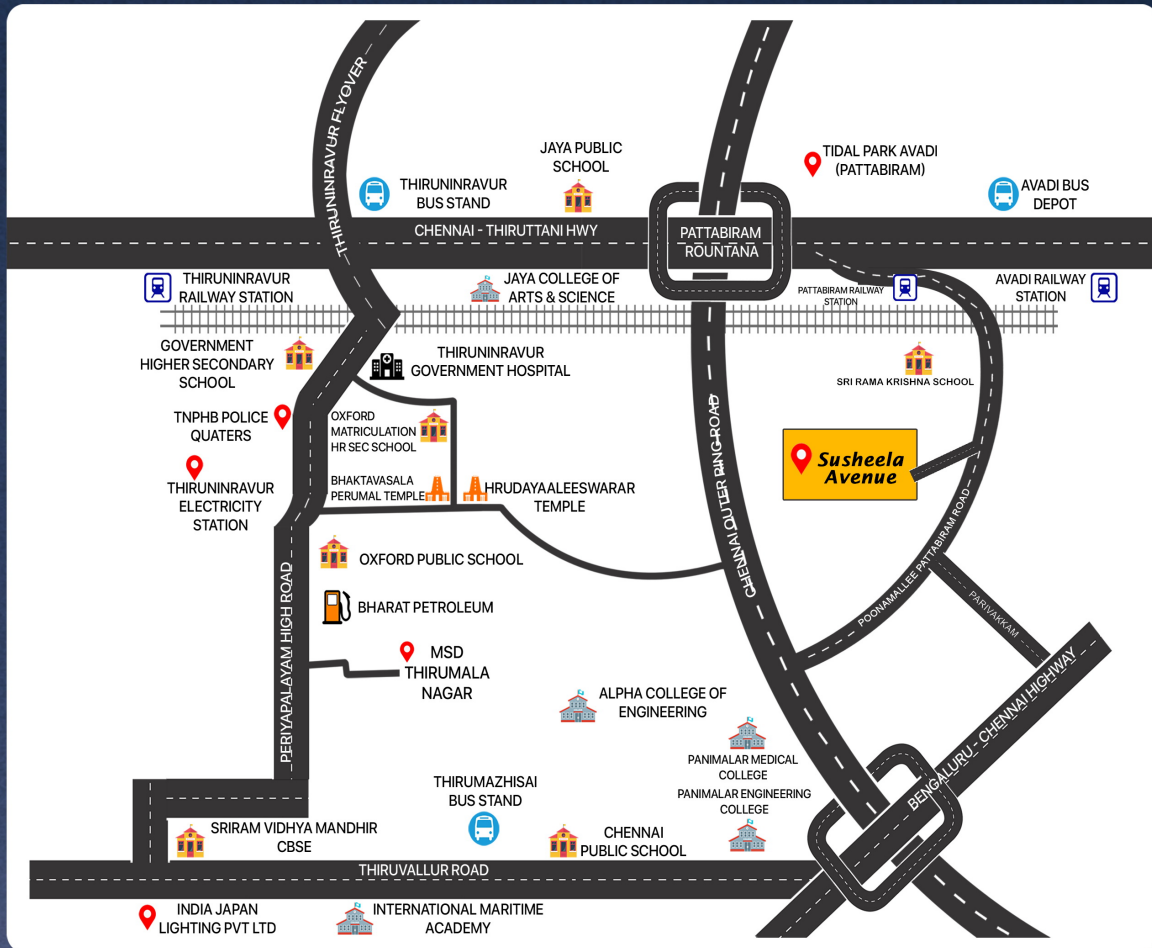 THIRUNINRAVUR FLYOVER
JAYA PUBLIC
SCHOOL
TIDAL PARK AVADI
(PATTABIRAM)
THIRUNINRAVUR
BUS STAND
AVADI BUS
DEPOT
CHENNAI - THIRUTTANI HWY
PATTABIRAM
ROUNTANA
THIRUNINRAVUR
RAILWAY STATION
JAYA COLLEGE OF
ARTS & SCIENCE
PATTABIRAM RAILWAY
STATION
AVADI RAILWAY
STATION
GOVERNMENT
HIGHER SECONDARY
SCHOOL
THIRUNINRAVUR
GOVERNMENT HOSPITAL
SRI RAMA KRISHNA SCHOOL
TNPHB POLICE
QUATERS
OXFORD
MATRICULATION
HR SEC SCHOOL
CHENNAI OUTER RING ROAD
Susheela
Avenue
THIRUNINRAVUR
ELECTRICITY
STATION
BHAKTAVASALA
PERUMAL TEMPLE
HRUDAYAALEESWARAR
TEMPLE
OXFORD PUBLIC SCHOOL
POONAMALLEE PATTABIRAM ROAD
PARIVAKKAM
BHARAT PETROLEUM
PERIYAPALAYAM HIGH ROAD
MSD
THIRUMALA
NAGAR
ALPHA COLLEGE OF
ENGINEERING
BENGALURU - CHENNAI HIGHWAY
PANIMALAR MEDICAL
COLLEGE
THIRUMAZHISAI
BUS STAND
PANIMALAR ENGINEERING
COLLEGE
SRIRAM VIDHYA MANDHIR
CBSE
CHENNAI
PUBLIC SCHOOL
THIRUVALLUR ROAD
INDIA JAPAN
LIGHTING PVT LTD
INTERNATIONAL MARITIME
ACADEMY